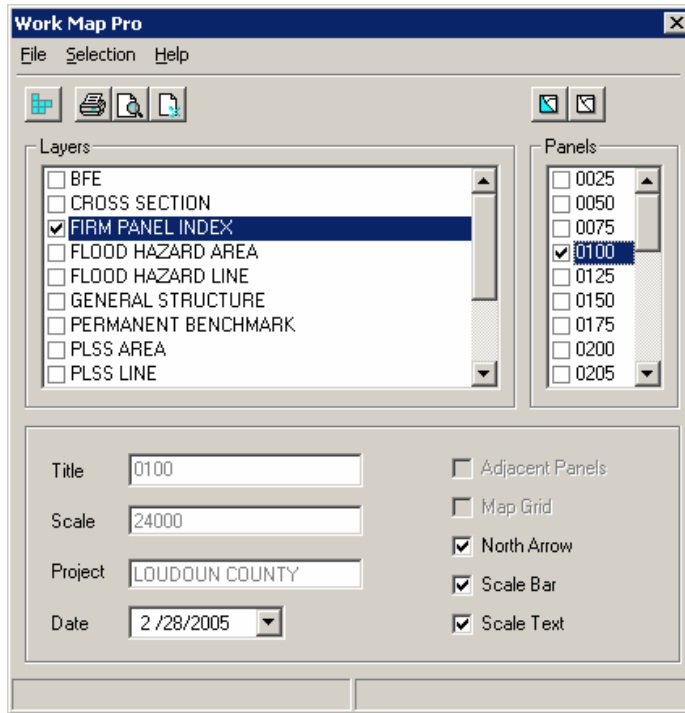 Work Map Pro
File Selection Help
Layers
BFE
CROSS SECTION
FIRM PANEL INDEX
FLOOD HAZARD AREA
FLOOD HAZARD LINE
GENERAL STRUCTURE
PERMANENT BENCHMARK
PLSS AREA
PLSS LINE
Panels
0025
0050
0075
0100
0125
0150
0175
0200
0205
Title 0100
Scale 24000
Project LOUDOUN COUNTY
Date 2 /28/2005
Adjacent Panels
Map Grid
North Arrow
Scale Bar
Scale Text